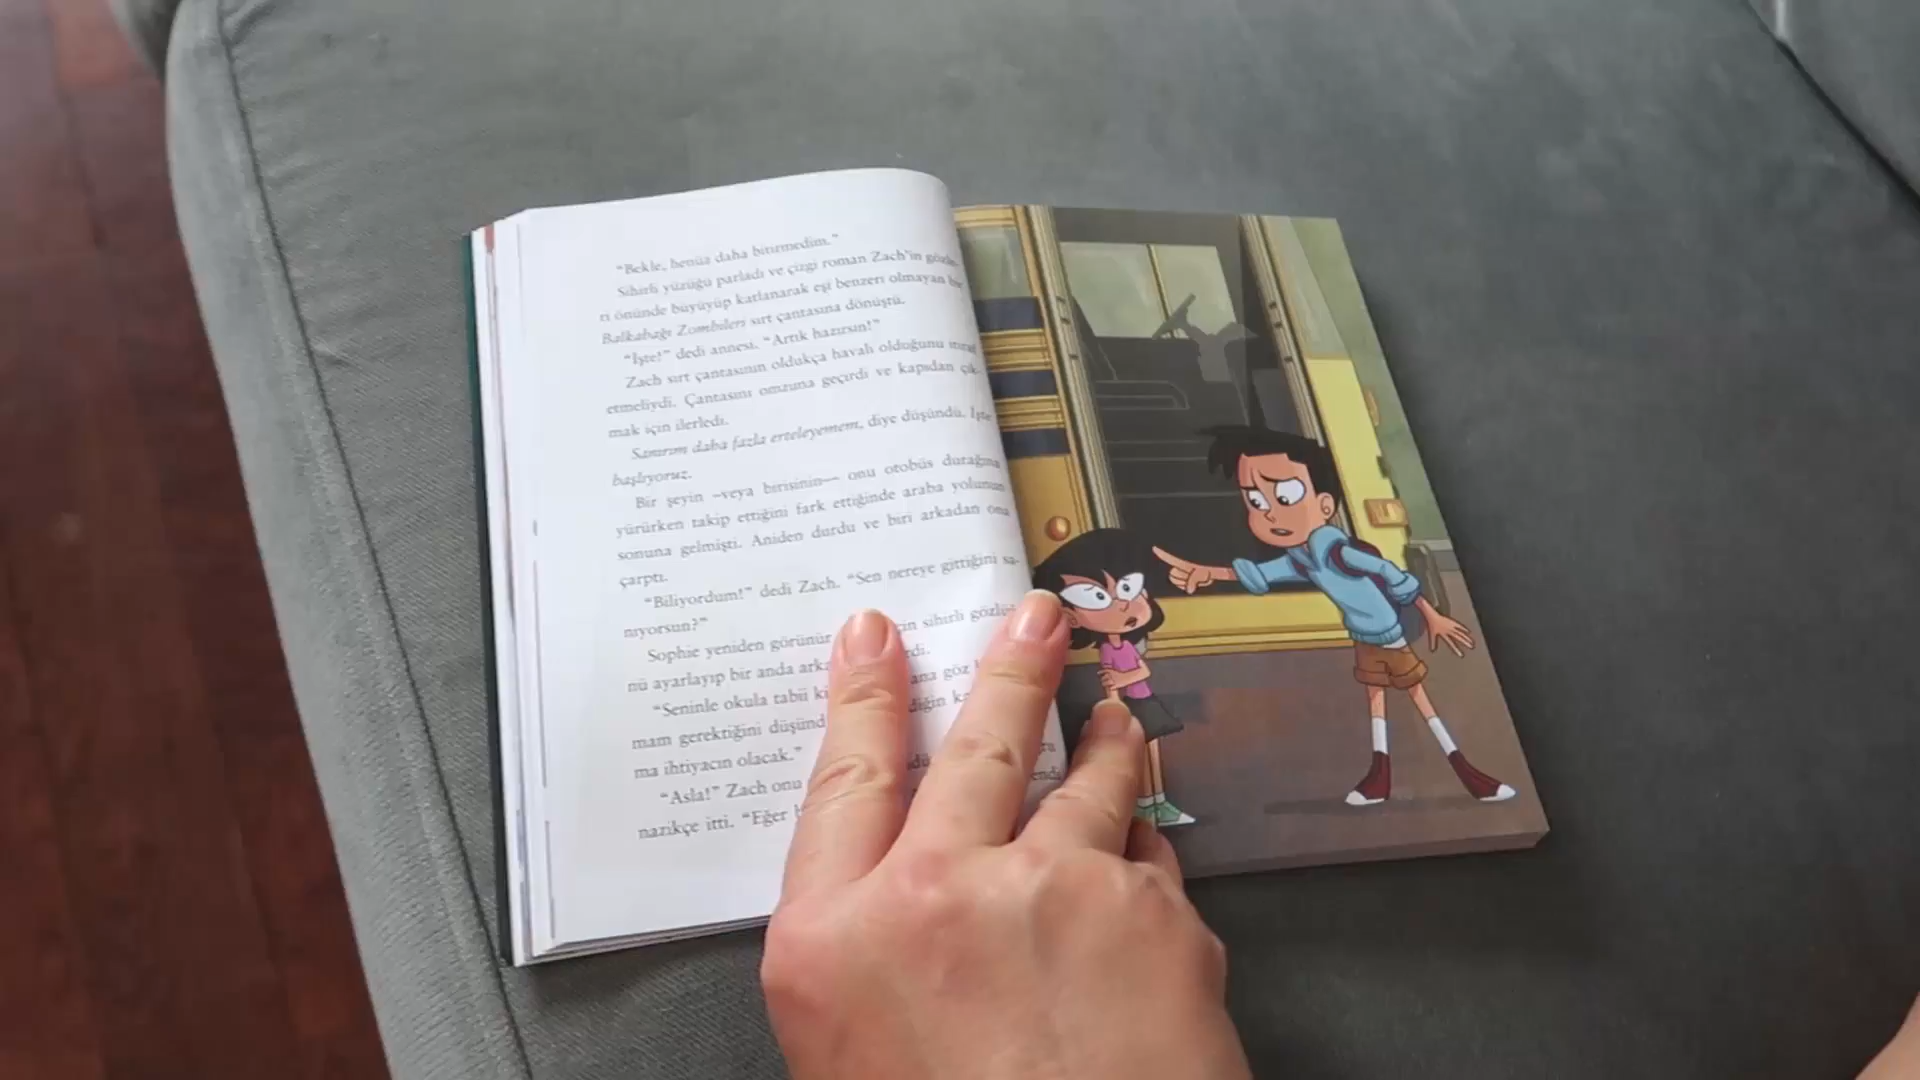 “Bekle, henüz daha bitirmedim.”
Sihirli yüzüğü parladı ve çizgi roman Zach’in gözle-
ri önünde büyüyüp katlanarak eşi benzeri olmayan bir
Balkabağı Zombileri sırt çantasına dönüştü.
“İşte!” dedi annesi. “Artık hazırsın!”
Zach sırt çantasının oldukça havalı olduğunu itiraf
etmeliydi. Çantasını omzuna geçirdi ve kapıdan çık-
mak için ilerledi.
Sanırım daha fazla erteleyemem, diye düşündü. İşte
başlıyoruz.
Bir şeyin –veya birisinin— onu otobüs durağına
yürürken takip ettiğini fark ettiğinde araba yolunun
sonuna gelmişti. Aniden durdu ve biri arkadan ona
çarptı.
“Biliyordum!” dedi Zach. “Sen nereye gittiğini sa-
nıyorsun?”
Sophie yeniden görünür sihirli gözlüğü-
nü ayarlayıp bir anda
“Seninle okula tabii göz
mam gerektiğini
ma ihtiyacın olacak.”
“Asla!” Zach onu
nazikçe itti. “Eğer